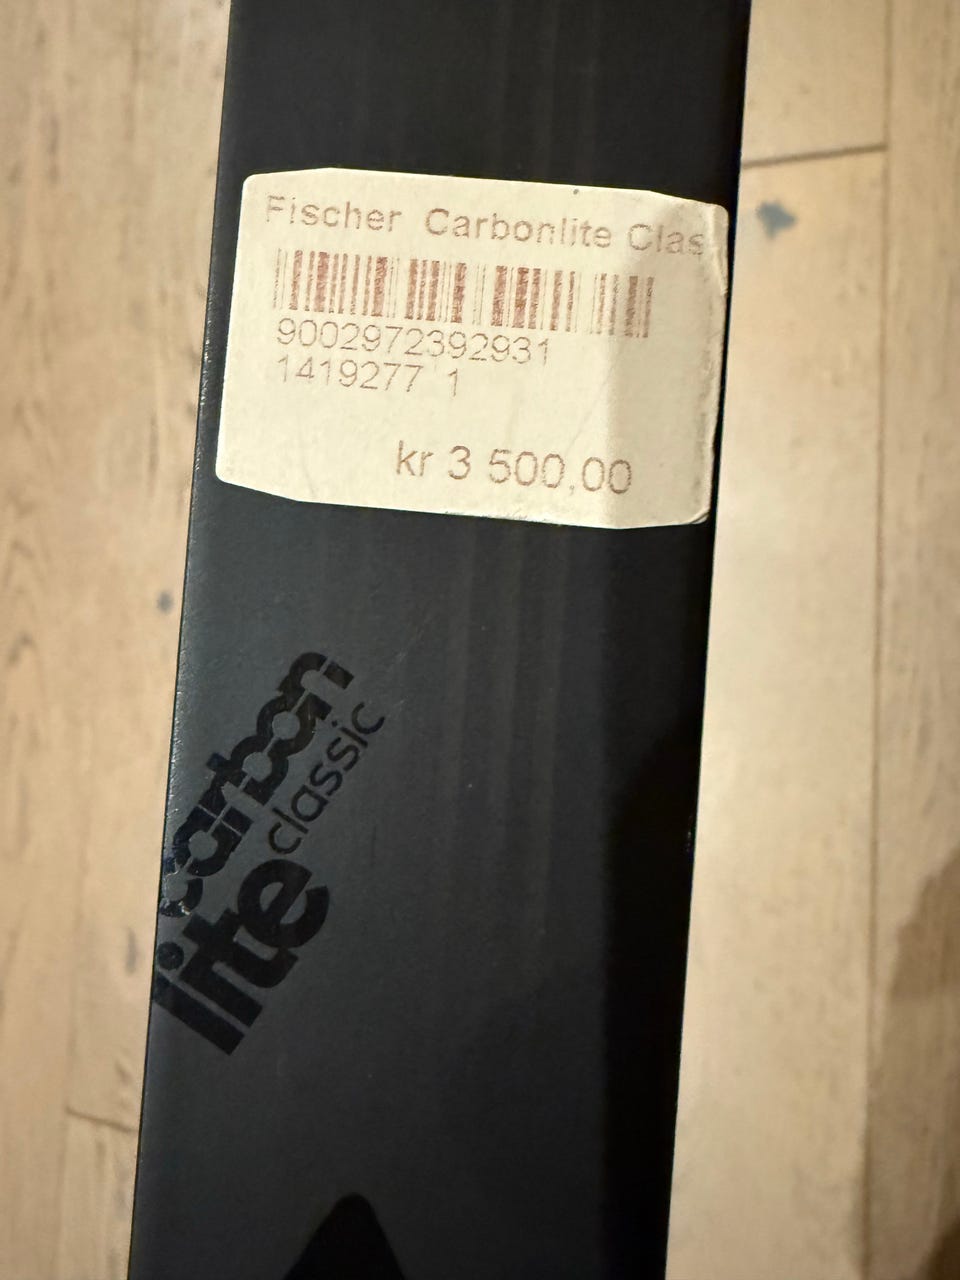 Fischer Carbonlite Clas
9002972392931
1419277 1
kr 3 500,00
carbon
lite classic